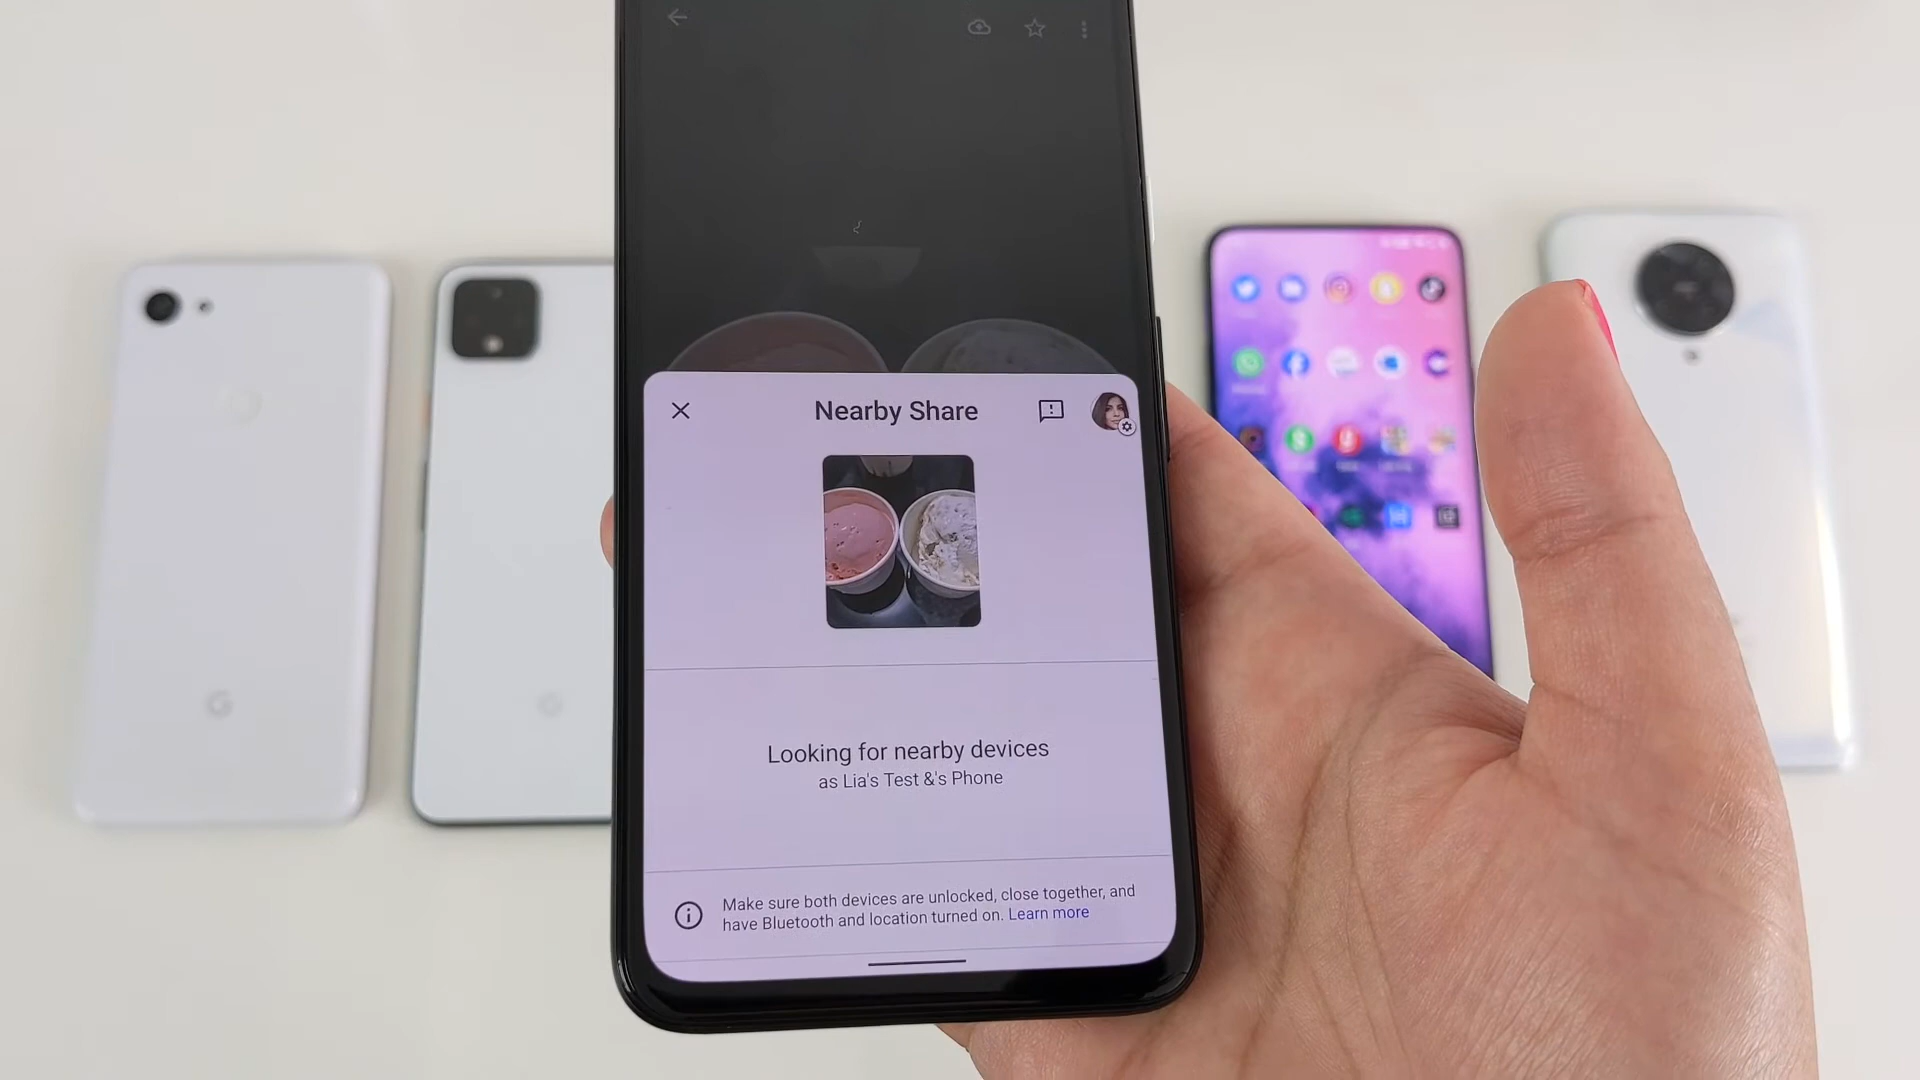 Nearby Share
Looking for nearby devices
as Lia's Test &'s Phone
Make sure both devices are unlocked, close together, and
have Bluetooth and location turned on. Learn more